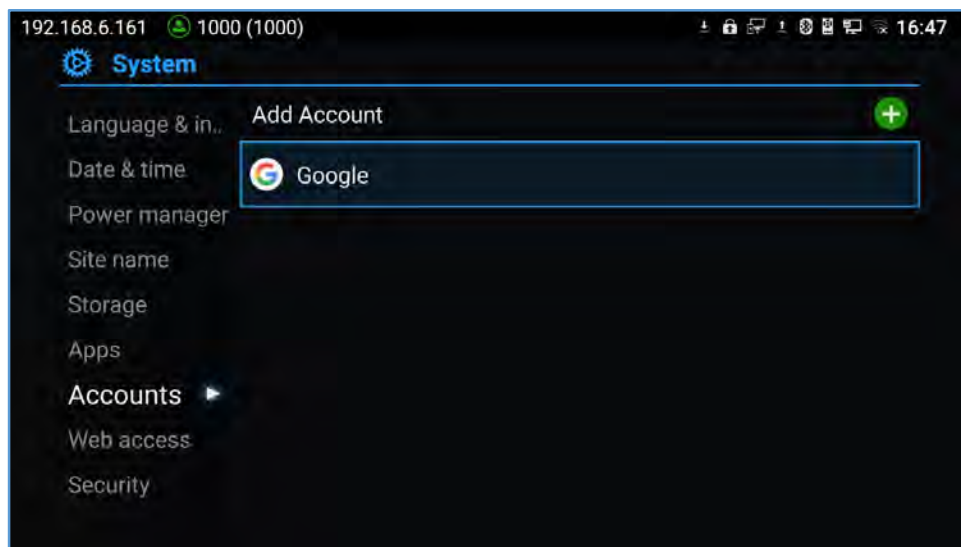 192.168.6.161 1000 (1000) 16:47
System
Language & in..
Add Account
Date & time
Google
Power manager
Site name
Storage
Apps
Accounts
Web access
Security